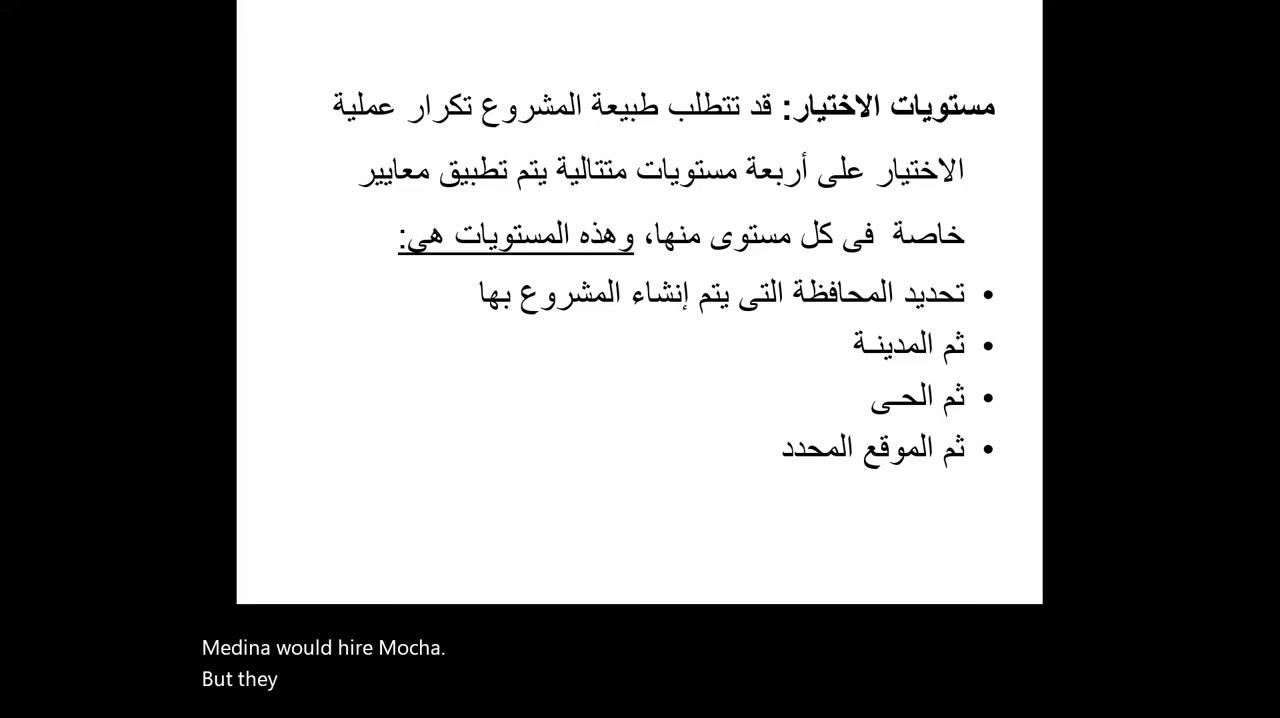 مستويات الاختيار: قد تتطلب طبيعة المشروع تكرار عملية
الاختيار على أربعة مستويات متتالية يتم تطبيق معايير
خاصة فى كل مستوى منها، وهذه المستويات هى:
• تحديد المحافظة التى يتم إنشاء المشروع بها
• ثم المدينـة
• ثم الحـى
• ثم الموقع المحدد
Medina would hire Mocha.
But they